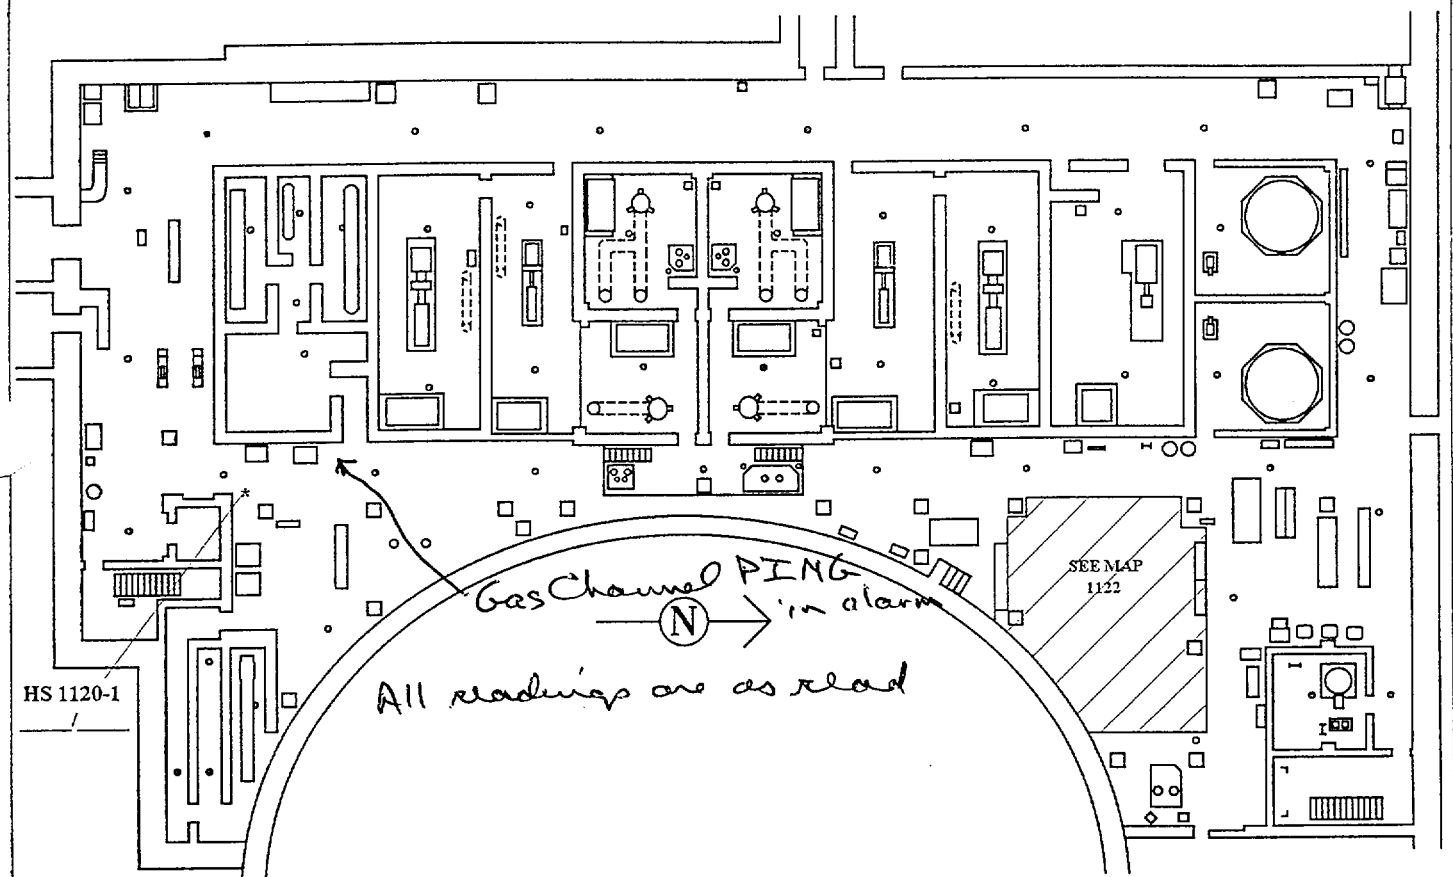 SEE MAP
1122
Gas Channel PING
in alarm
N
All readings are as read
*
HS 1120-1